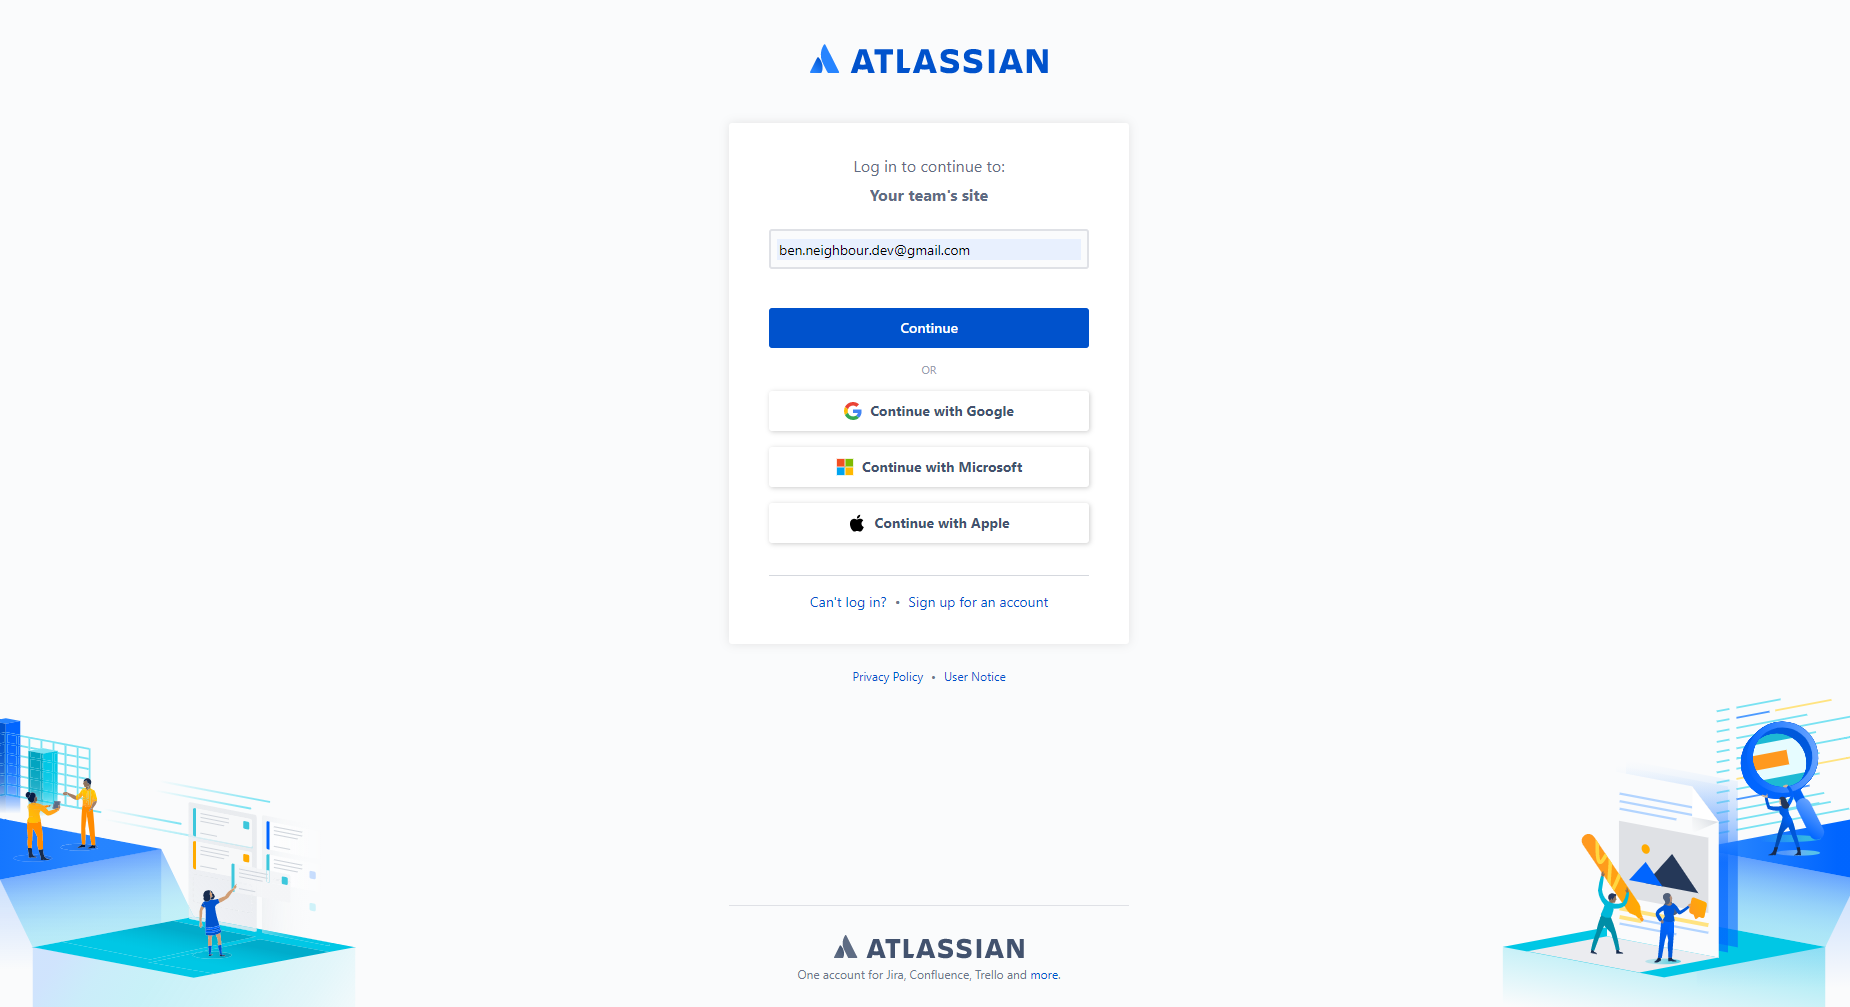 ATLASSIAN
Log in to continue to:
Your team's site
ben.neighbour.dev@gmail.com
Continue
OR
Continue with Google
Continue with Microsoft
Continue with Apple
Can't log in? • Sign up for an account
Privacy Policy • User Notice
ATLASSIAN
One account for Jira, Confluence, Trello and more.